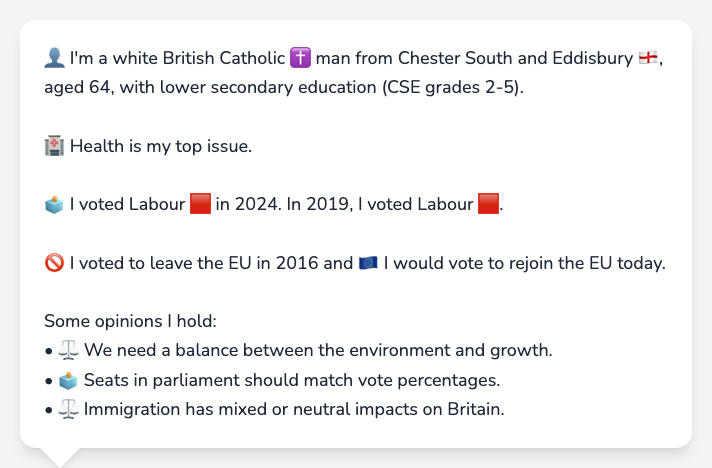 👤 I'm a white British Catholic ✝️ man from Chester South and Eddisbury 🏴󠁧󠁢󠁥󠁮󠁧󠁿,
aged 64, with lower secondary education (CSE grades 2-5).
🏥 Health is my top issue.
🗳️ I voted Labour 🟥 in 2024. In 2019, I voted Labour 🟥.
🚫 I voted to leave the EU in 2016 and 🇪🇺 I would vote to rejoin the EU today.
Some opinions I hold:
• ⚖️ We need a balance between the environment and growth.
• 🗳️ Seats in parliament should match vote percentages.
• ⚖️ Immigration has mixed or neutral impacts on Britain.